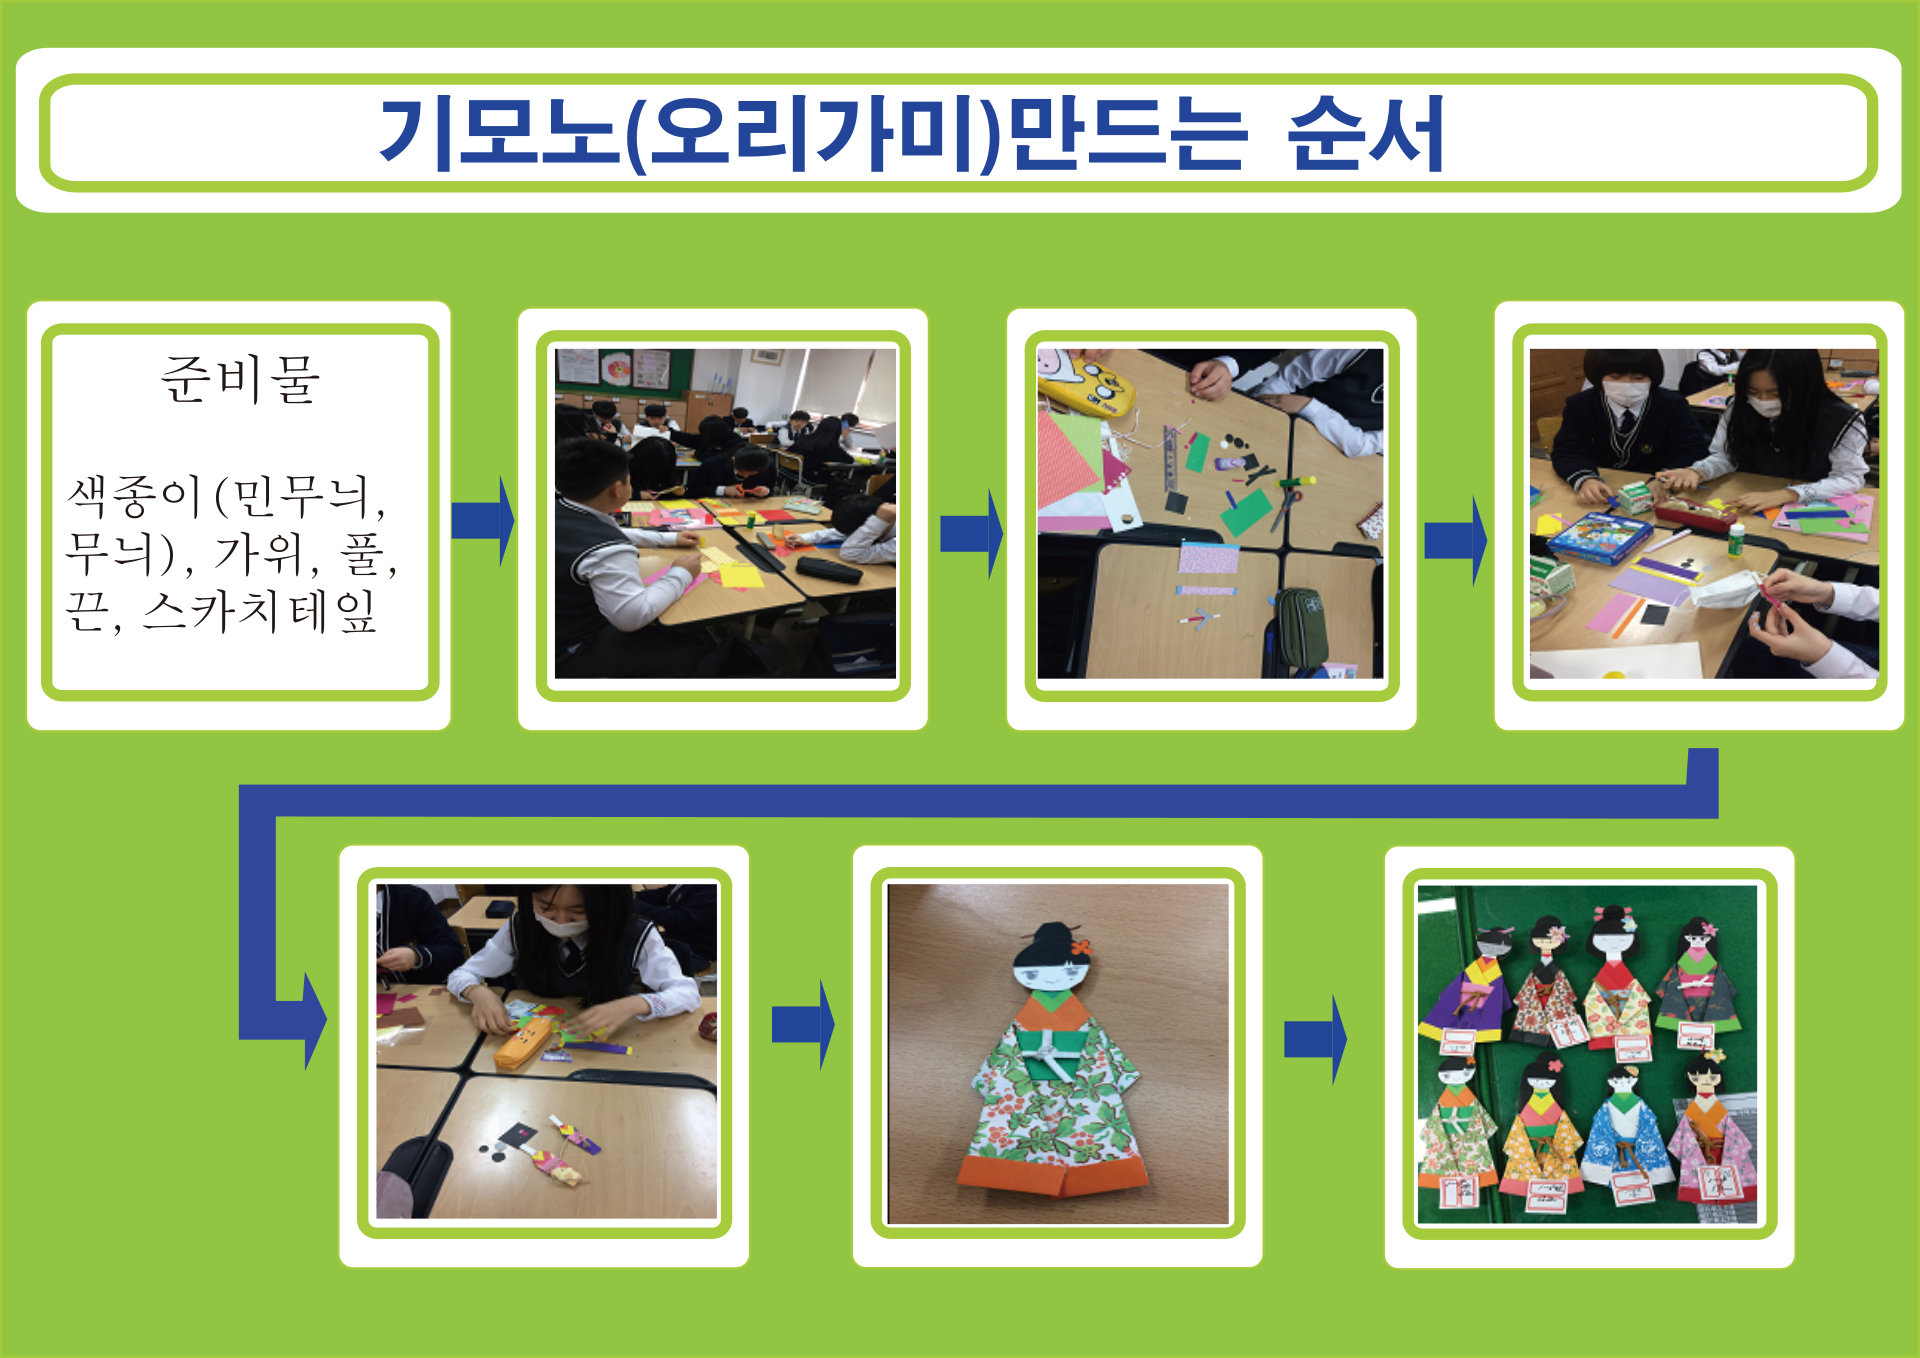 기모노(오리가미)만드는 순서
준비물
색종이(민무늬,
무늬), 가위, 풀,
끈, 스카치테잎